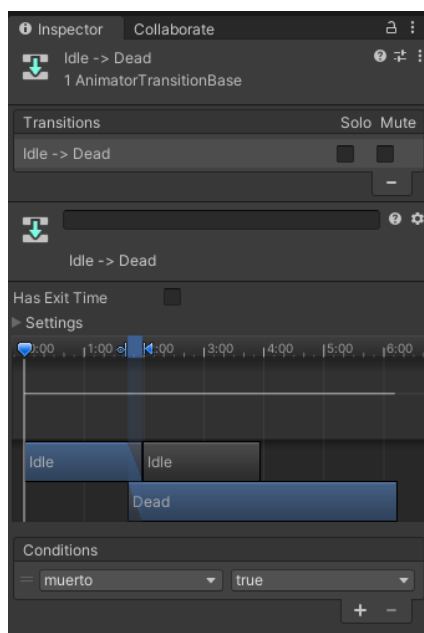 Inspector Collaborate
Idle -> Dead
1 AnimatorTransitionBase
Transitions Solo Mute
Idle -> Dead
Idle -> Dead
Has Exit Time
Settings
0:00 1:00 2:00 3:00 4:00 5:00 6:00
Idle Idle
Dead
Conditions
muerto true